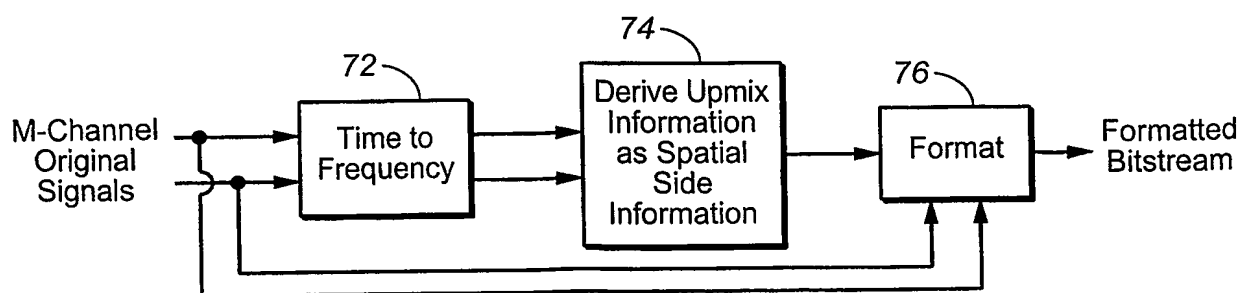 72
74
76
M-Channel
Original
Signals
Time to
Frequency
Derive Upmix
Information
as Spatial
Side
Information
Format
Formatted
Bitstream